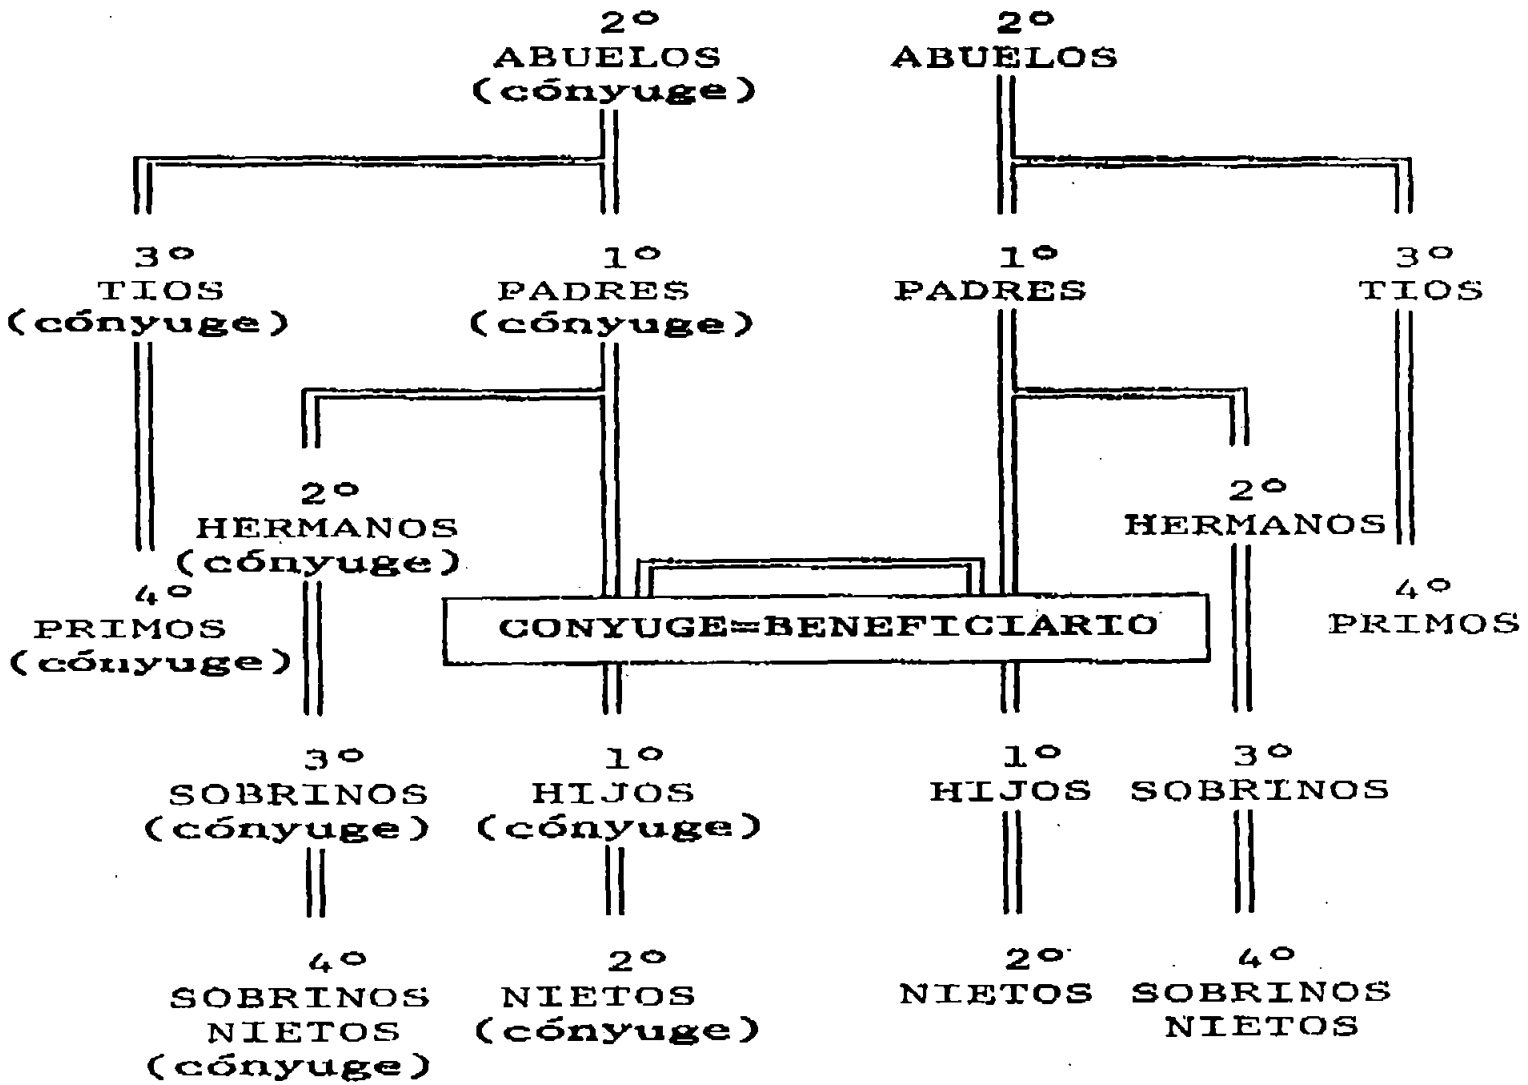 2º
ABUELOS
(cónyuge)
2º
ABUELOS
3º
TIOS
(cónyuge)
1º
PADRES
(cónyuge)
1º
PADRES
3º
TIOS
2º
HERMANOS
(cónyuge)
2º
HERMANOS
4º
PRIMOS
(cónyuge)
CONYUGE=BENEFICIARIO
4º
PRIMOS
3º
SOBRINOS
(cónyuge)
1º
HIJOS
(cónyuge)
1º
HIJOS
3º
SOBRINOS
4º
SOBRINOS
NIETOS
(cónyuge)
2º
NIETOS
(cónyuge)
2º
NIETOS
4º
SOBRINOS
NIETOS